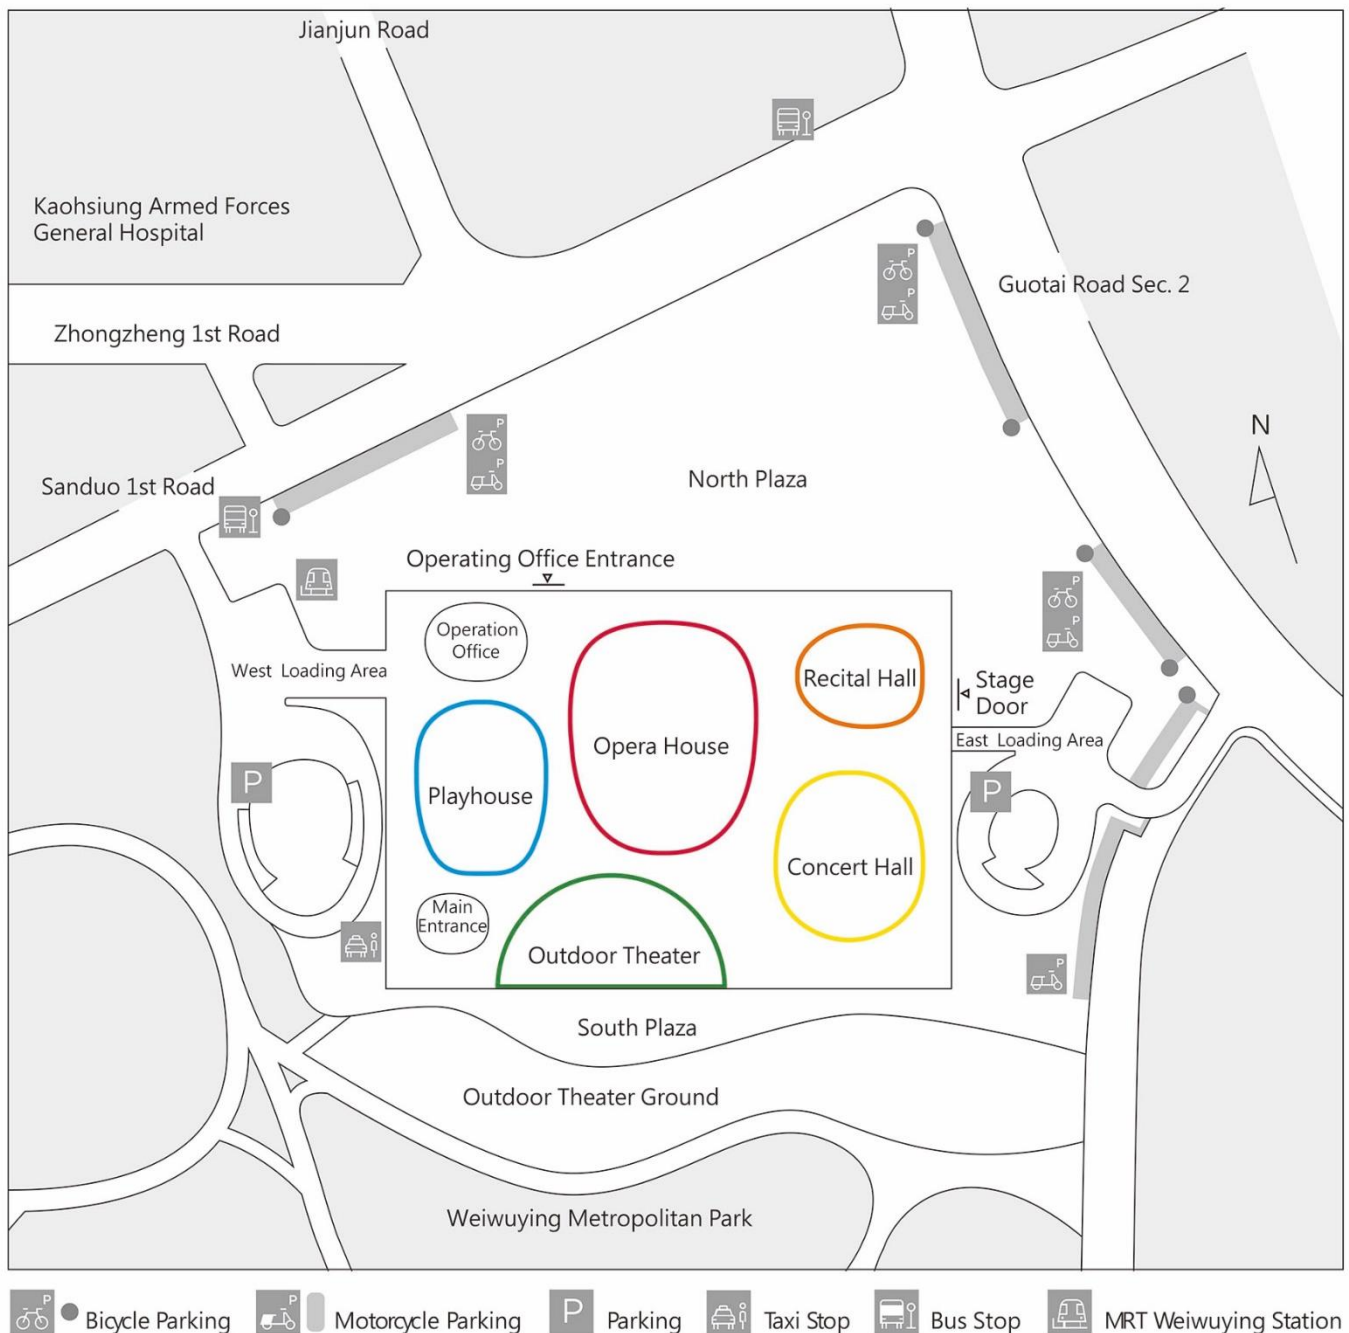 Jianjun Road
Kaohsiung Armed Forces
General Hospital
Guotai Road Sec. 2
Zhongzheng 1st Road
N
Sanduo 1st Road
North Plaza
Operating Office Entrance
Operation
Office
West Loading Area
Recital Hall
Stage
Door
Opera House
East Loading Area
P
Playhouse
P
Concert Hall
Main
Entrance
Outdoor Theater
South Plaza
Outdoor Theater Ground
Weiwuying Metropolitan Park
P
P
P
P
P
P
P
P Bicycle Parking
P Motorcycle Parking
P Parking
Taxi Stop
Bus Stop
MRT Weiwuying Station